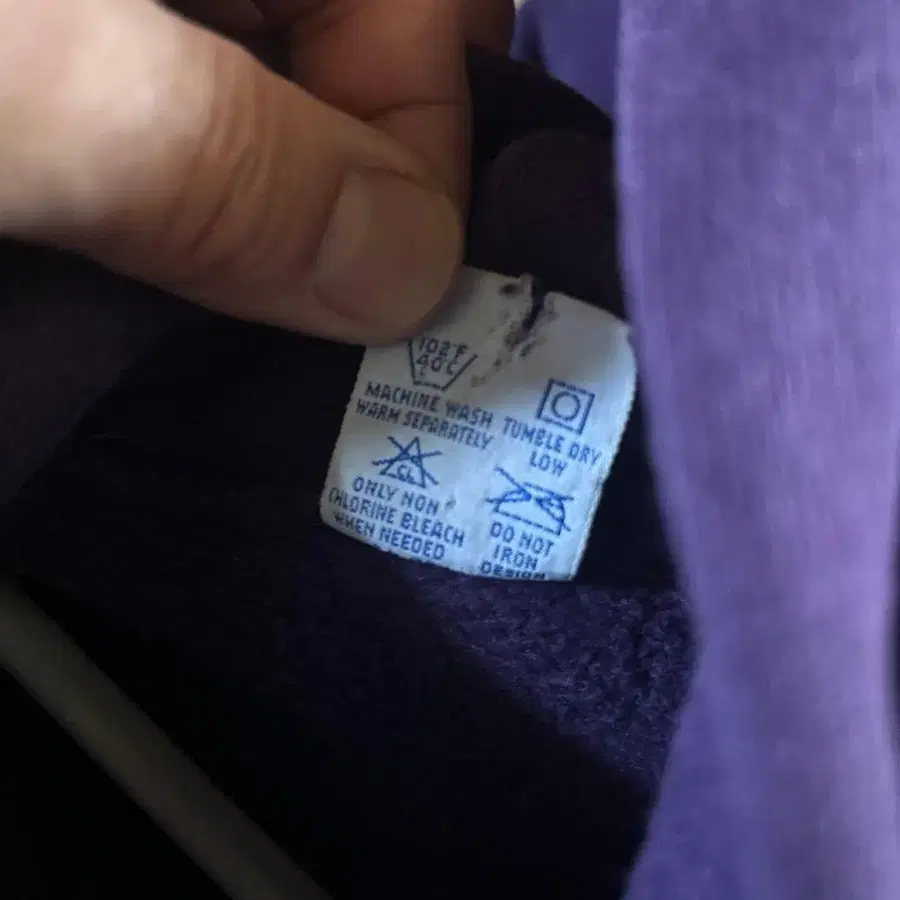 102°F
40°C
MACHINE WASH
WARM SEPARATELY
TUMBLE DRY
LOW
CL
ONLY NON
CHLORINE BLEACH
WHEN NEEDED
DO NOT
IRON
DESIGN